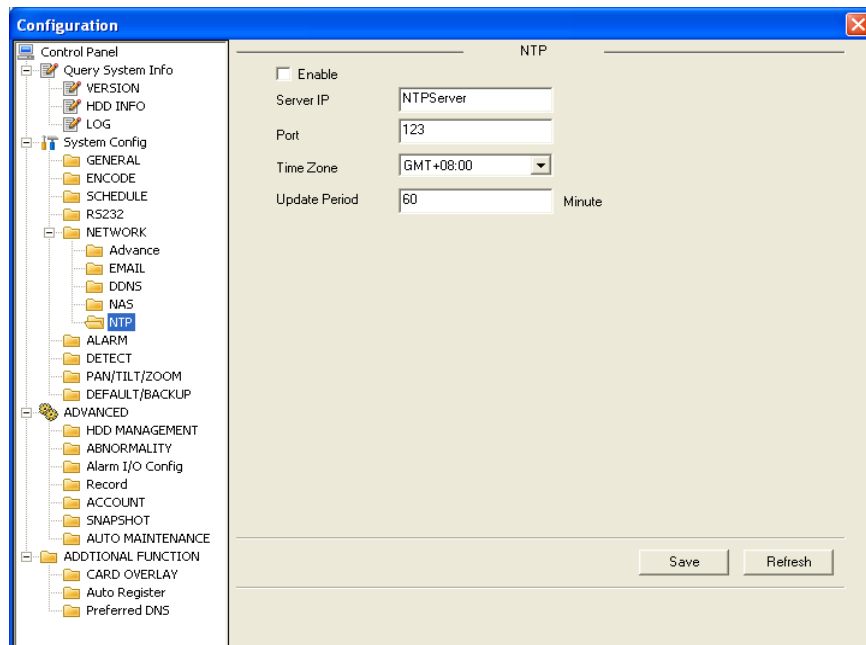 Configuration
Control Panel
Query System Info
VERSION
HDD INFO
LOG
System Config
GENERAL
ENCODE
SCHEDULE
RS232
NETWORK
Advance
EMAIL
DDNS
NAS
NTP
ALARM
DETECT
PAN/TILT/ZOOM
DEFAULT/BACKUP
ADVANCED
HDD MANAGEMENT
ABNORMALITY
Alarm I/O Config
Record
ACCOUNT
SNAPSHOT
AUTO MAINTENANCE
ADDTIONAL FUNCTION
CARD OVERLAY
Auto Register
Preferred DNS
NTP
Enable
Server IP NTPServer
Port 123
Time Zone GMT+08:00
Update Period 60 Minute
Save Refresh